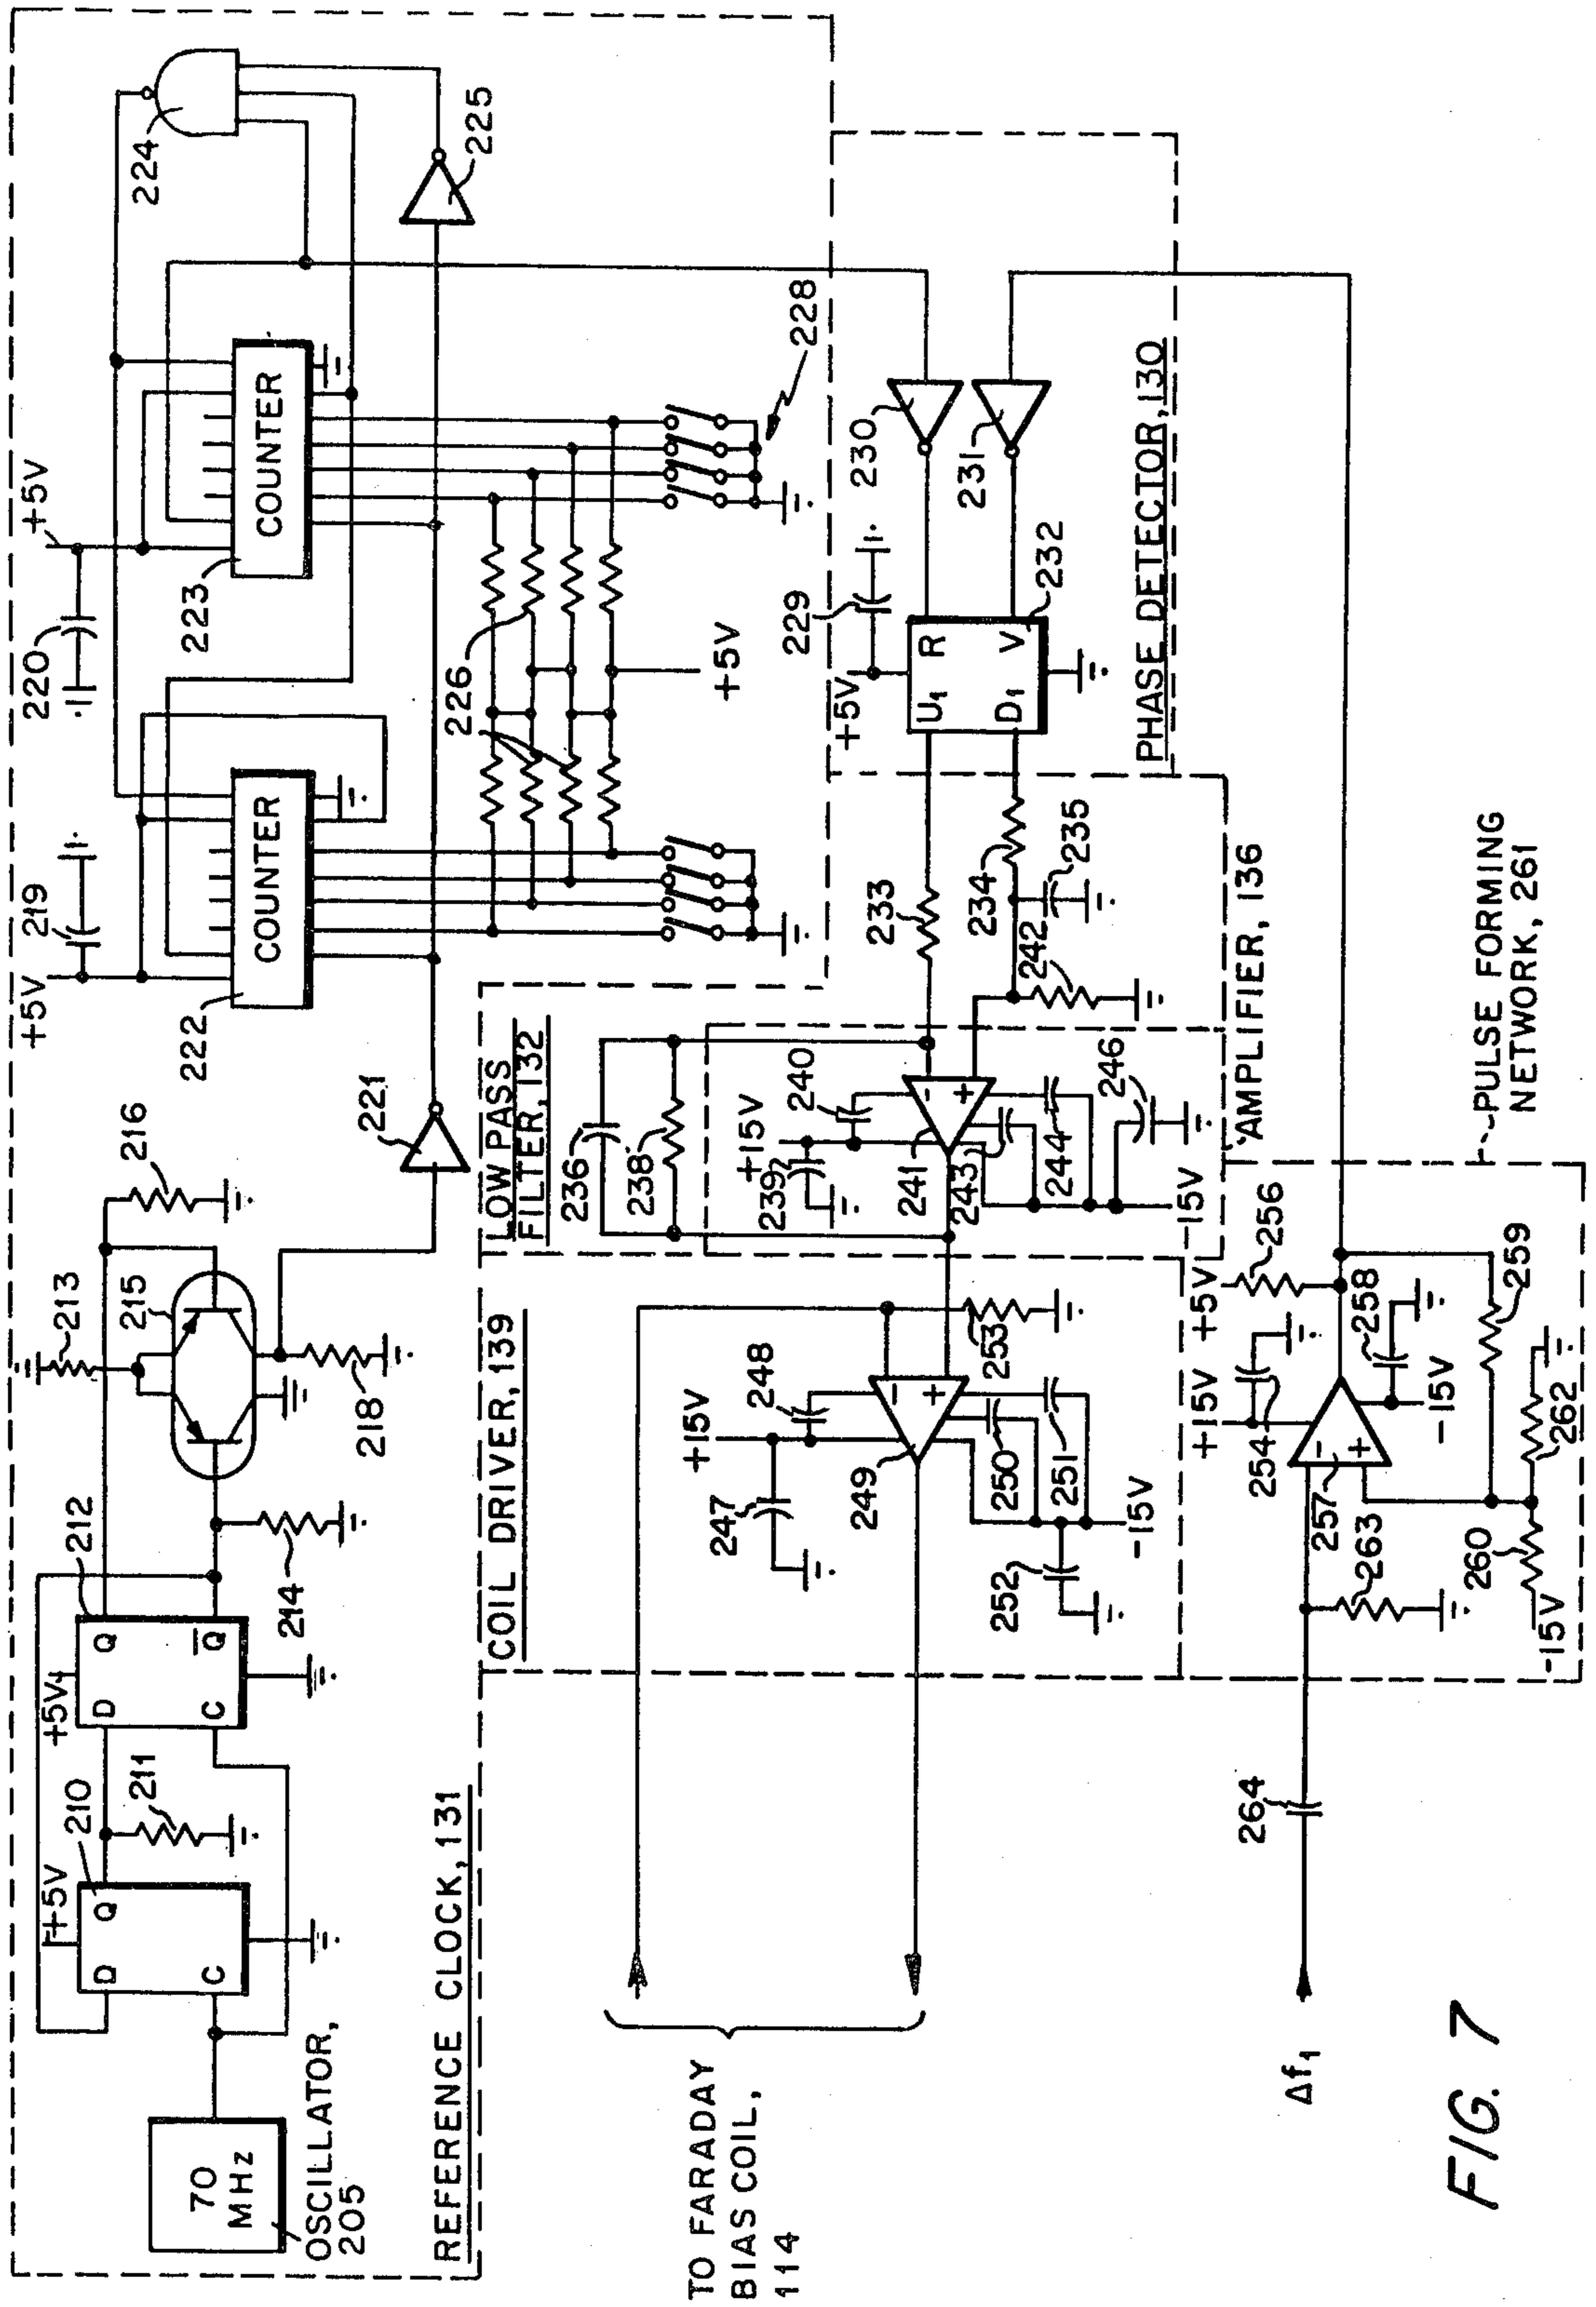 70
MHz
OSCILLATOR,
205
+5V
210
D
Q
C
211
+5V
212
D
Q
C
Q
214
213
215
216
218
221
REFERENCE CLOCK, 131
+5V
219
222
COUNTER
220
+5V
223
COUNTER
224
225
226
+5V
228
TO FARADAY
BIAS COIL,
114
COIL DRIVER, 139
+15V
247
248
249
250
251
252
-15V
253
LOW PASS
FILTER, 132
236
238
+15V
239
240
241
243
244
246
-15V
AMPLIFIER, 136
233
234
235
242
PHASE DETECTOR, 130
+5V
229
U1
R
D1
V
232
230
231
Δf1
264
263
257
+15V
254
+5V
256
258
-15V
259
260
-15V
262
PULSE FORMING
NETWORK, 261
FIG. 7